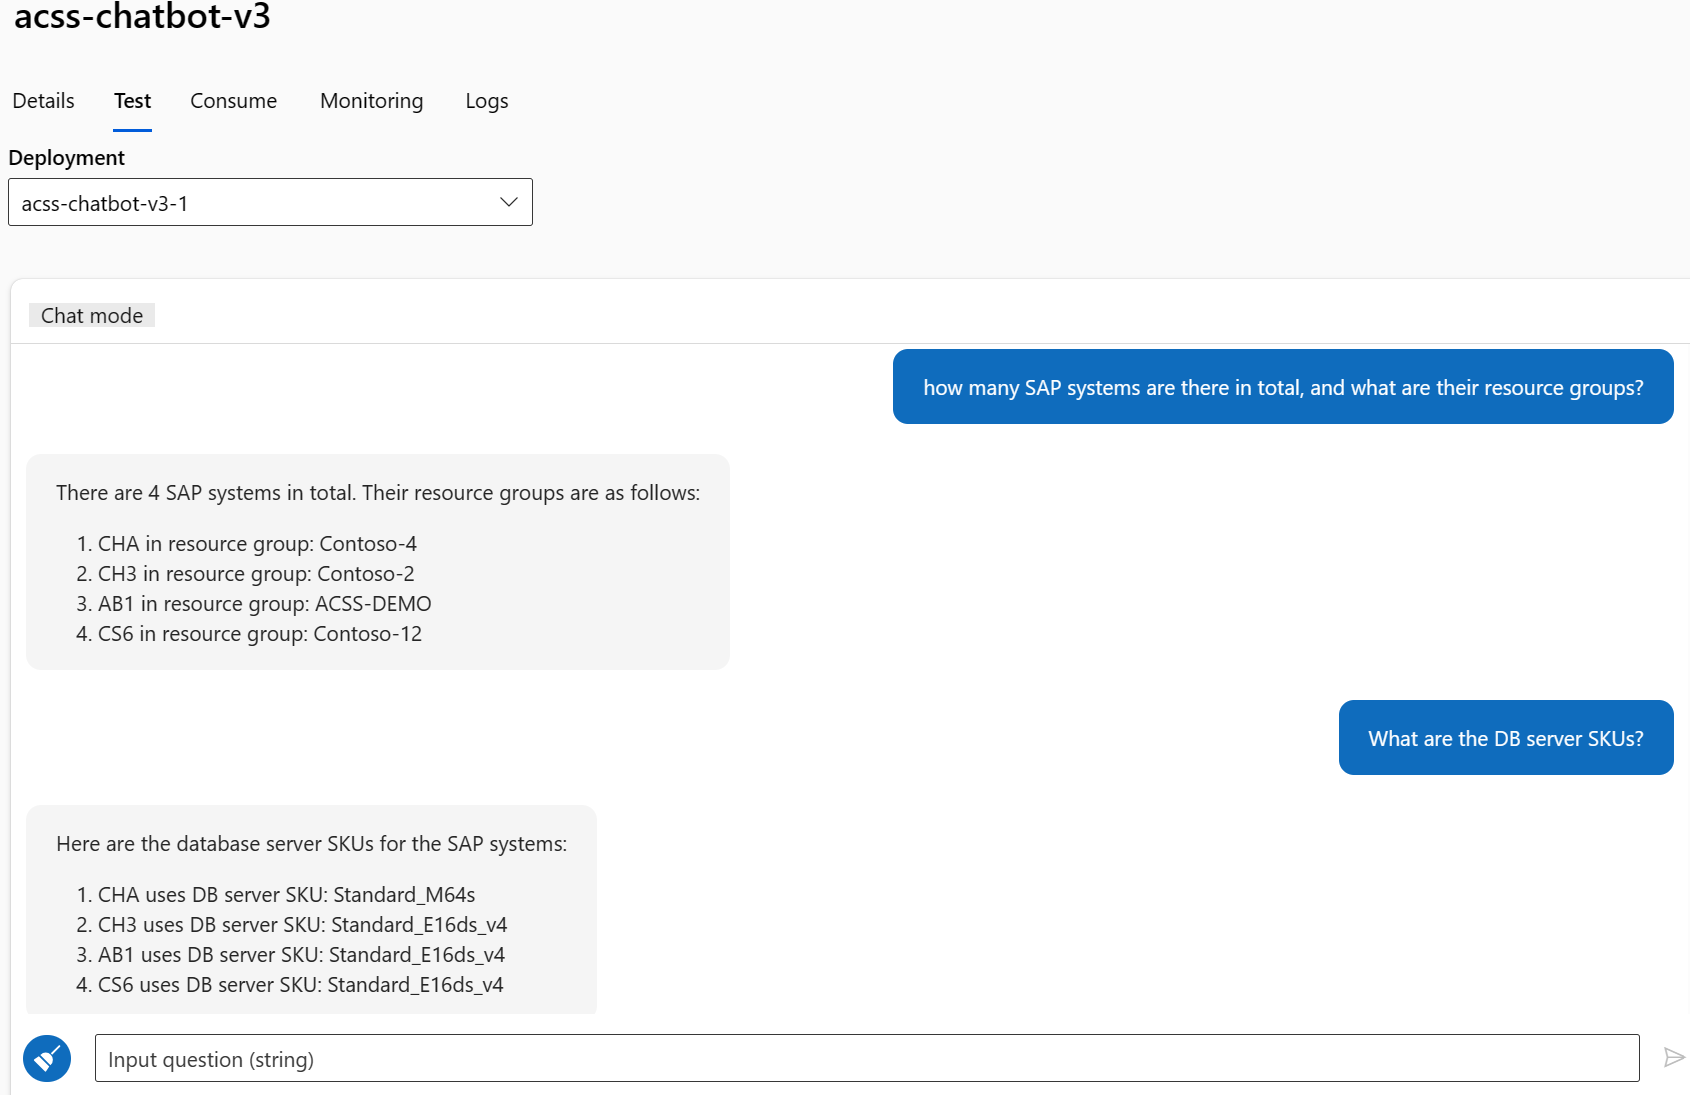 acss-chatbot-v3
Details Test Consume Monitoring Logs
Deployment
acss-chatbot-v3-1
Chat mode
how many SAP systems are there in total, and what are their resource groups?
There are 4 SAP systems in total. Their resource groups are as follows:
1. CHA in resource group: Contoso-4
2. CH3 in resource group: Contoso-2
3. AB1 in resource group: ACSS-DEMO
4. CS6 in resource group: Contoso-12
What are the DB server SKUs?
Here are the database server SKUs for the SAP systems:
1. CHA uses DB server SKU: Standard_M64s
2. CH3 uses DB server SKU: Standard_E16ds_v4
3. AB1 uses DB server SKU: Standard_E16ds_v4
4. CS6 uses DB server SKU: Standard_E16ds_v4
Input question (string)